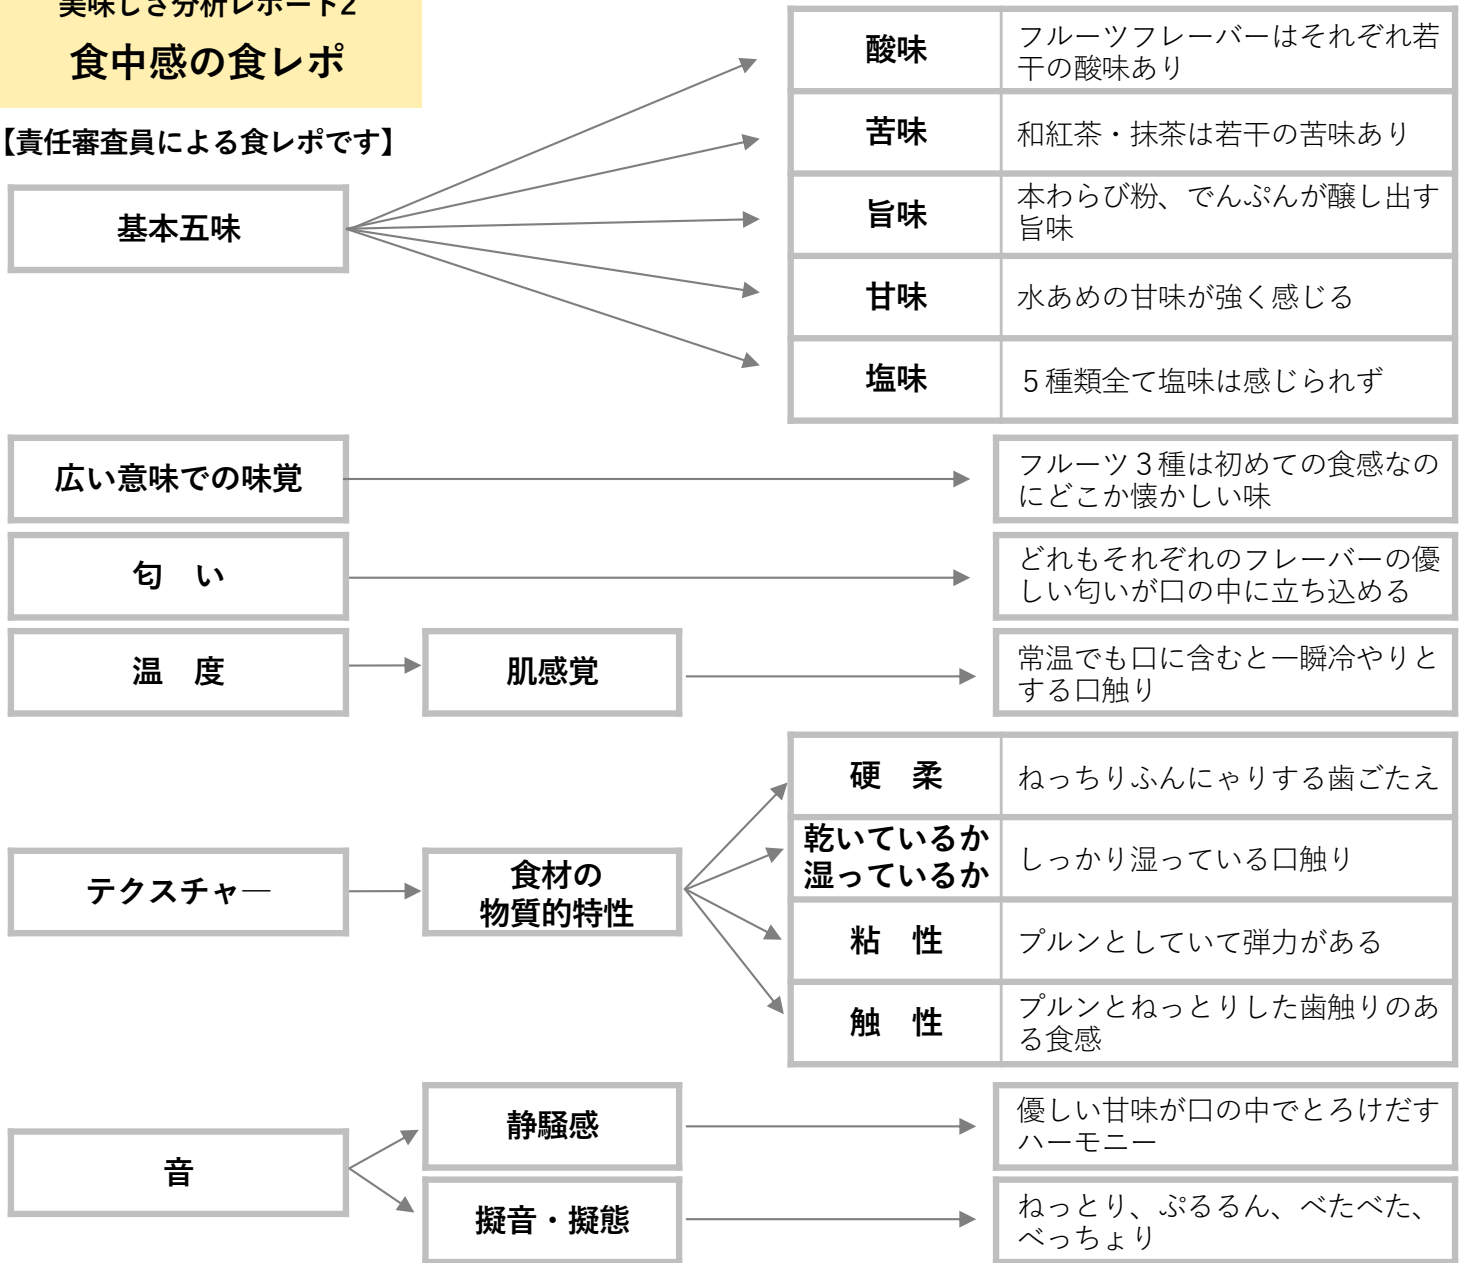 美味しさ分析レポート2
食中感の食レポ
【責任審査員による食レポです】
基本五味
酸味
フルーツフレーバーはそれぞれ若
干の酸味あり
苦味
和紅茶・抹茶は若干の苦味あり
旨味
本わらび粉、でんぷんが醸し出す
旨味
甘味
水あめの甘味が強く感じる
塩味
５種類全て塩味は感じられず
広い意味での味覚
フルーツ３種は初めての食感なの
にどこか懐かしい味
匂　い
どれもそれぞれのフレーバーの優
しい匂いが口の中に立ち込める
温　度
肌感覚
常温でも口に含むと一瞬冷やりと
する口触り
テクスチャ―
食材の
物質的特性
硬　柔
ねっちりふんにゃりする歯ごたえ
乾いているか
湿っているか
しっかり湿っている口触り
粘　性
プルンとしていて弾力がある
触　性
プルンとねっとりした歯触りのあ
る食感
音
静騒感
優しい甘味が口の中でとろけだす
ハーモニー
擬音・擬態
ねっとり、ぷるるん、べたべた、
べっちょり